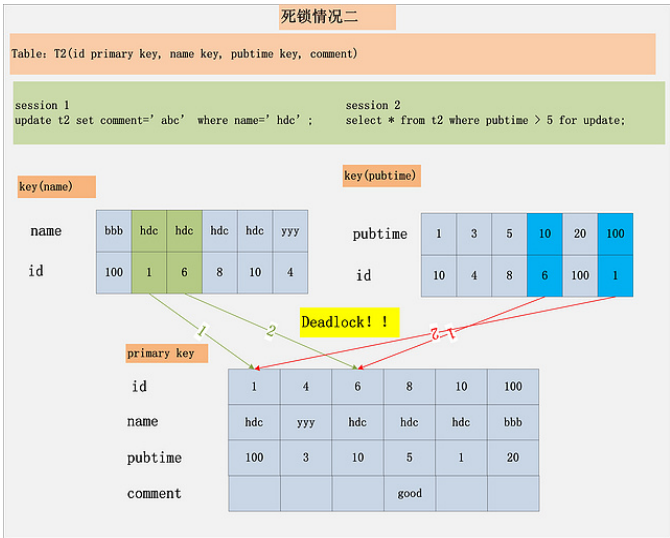 死锁情况二
Table: T2(id primary key, name key, pubtime key, comment)
session 1
update t2 set comment='abc' where name='hdc';
session 2
select * from t2 where pubtime > 5 for update;
key(name)
name bbb hdc hdc hdc hdc yyy
id 100 1 6 8 10 4
key(pubtime)
pubtime 1 3 5 10 20 100
id 10 4 8 6 100 1
1
2
2
1
Deadlock!!
primary key
id 1 4 6 8 10 100
name hdc yyy hdc hdc hdc bbb
pubtime 100 3 10 5 1 20
comment good